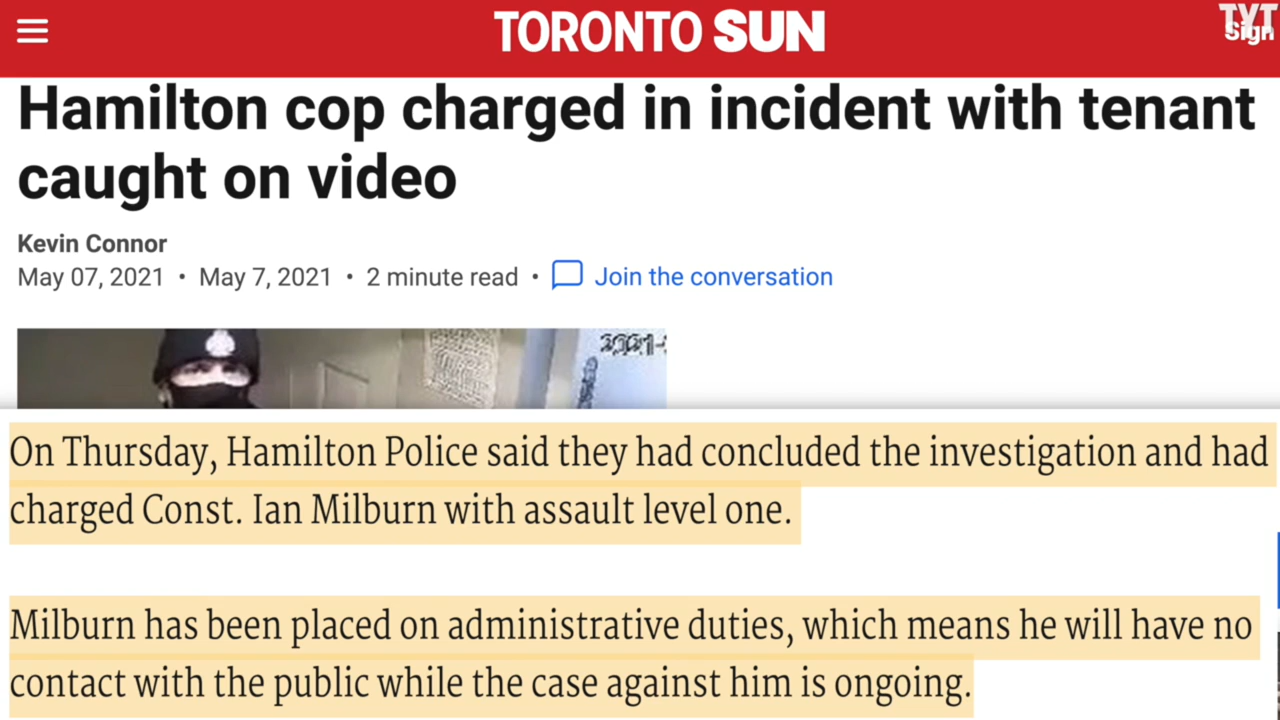 TORONTO SUN
TYT
Sign
Hamilton cop charged in incident with tenant
caught on video
Kevin Connor
May 07, 2021 • May 7, 2021 • 2 minute read • Join the conversation
On Thursday, Hamilton Police said they had concluded the investigation and had
charged Const. Ian Milburn with assault level one.
Milburn has been placed on administrative duties, which means he will have no
contact with the public while the case against him is ongoing.